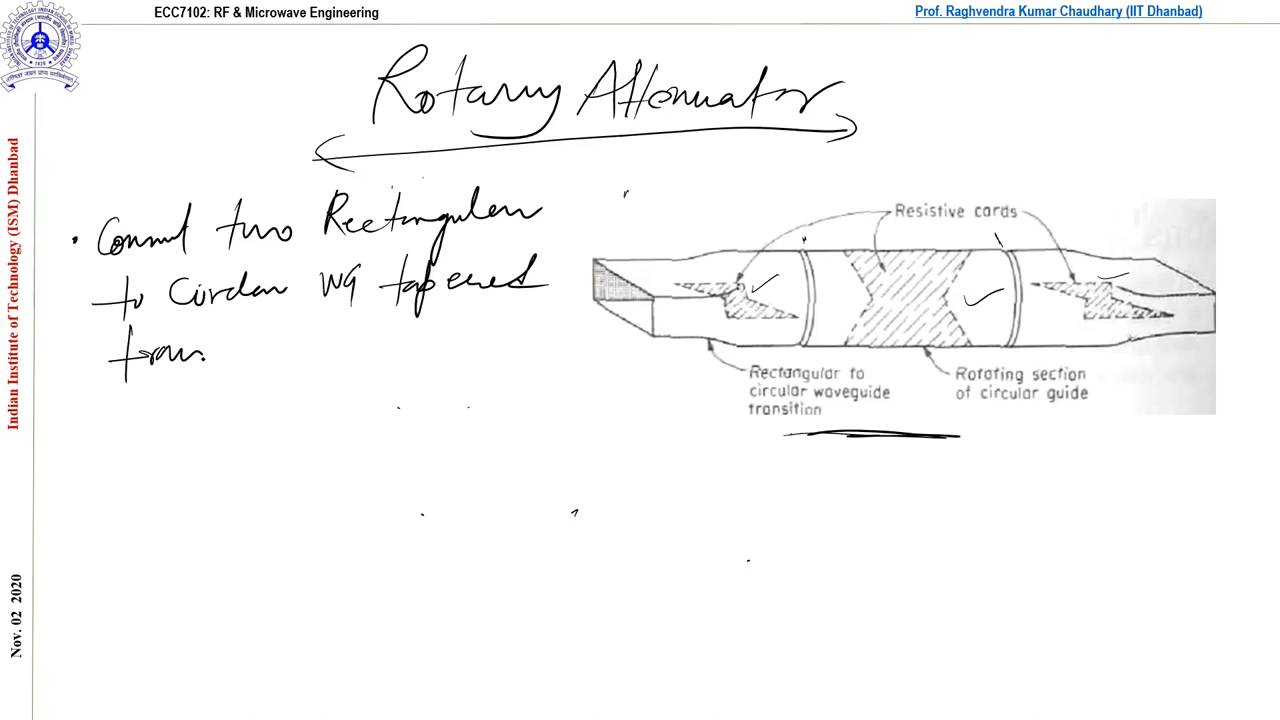 ECC7102: RF & Microwave Engineering
Prof. Raghvendra Kumar Chaudhary (IIT Dhanbad)
Rotary Attenuator
Indian Institute of Technology (ISM) Dhanbad
Nov. 02 2020
two Rectangular
to Circular WG tapered
tran.
Resistive cards
Rectangular to
circular waveguide
transition
Rotating section
of circular guide